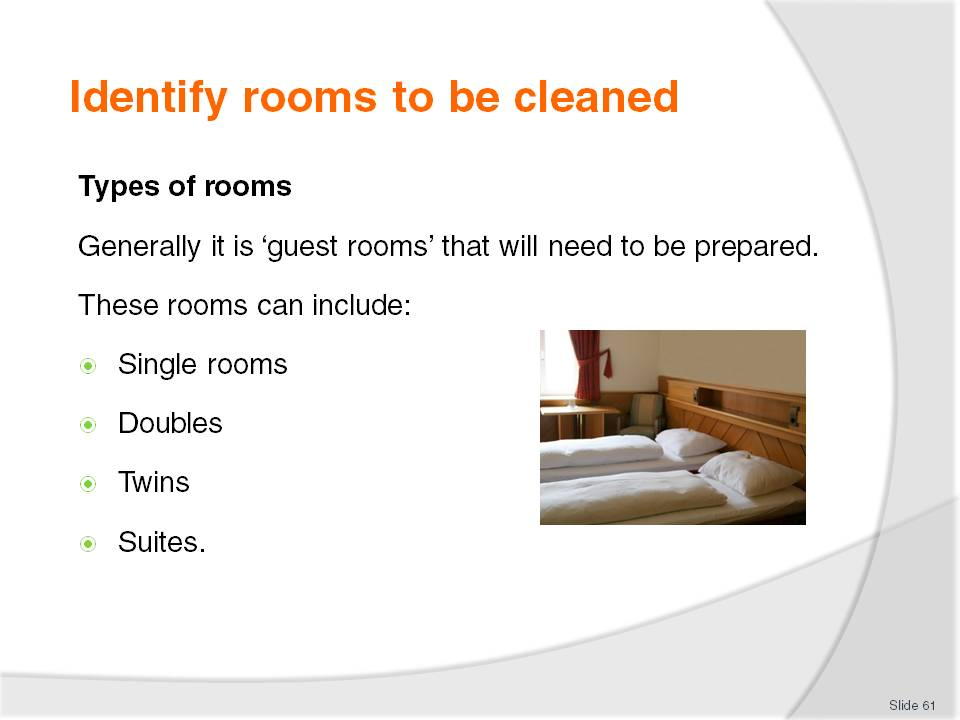 Identify rooms to be cleaned
Types of rooms
Generally it is ‘guest rooms’ that will need to be prepared.
These rooms can include:
Single rooms
Doubles
Twins
Suites.
Slide 61